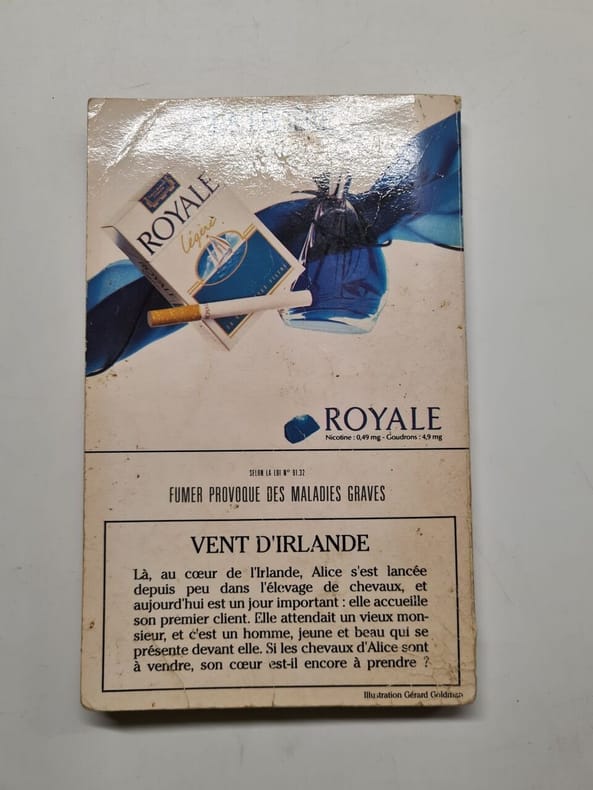 ROYALE
Légère
ROYALE
ROYALE
Nicotine : 0,49 mg - Goudrons : 4,9 mg
SELON LA LOI N° 91.32
FUMER PROVOQUE DES MALADIES GRAVES
VENT D'IRLANDE
Là, au cœur de l'Irlande, Alice s'est lancée
depuis peu dans l'élevage de chevaux, et
aujourd'hui est un jour important : elle accueille
son premier client. Elle attendait un vieux mon-
sieur, et c'est un homme, jeune et beau qui se
présente devant elle. Si les chevaux d'Alice sont
à vendre, son cœur est-il encore à prendre ?
Illustration Gérard Goldman